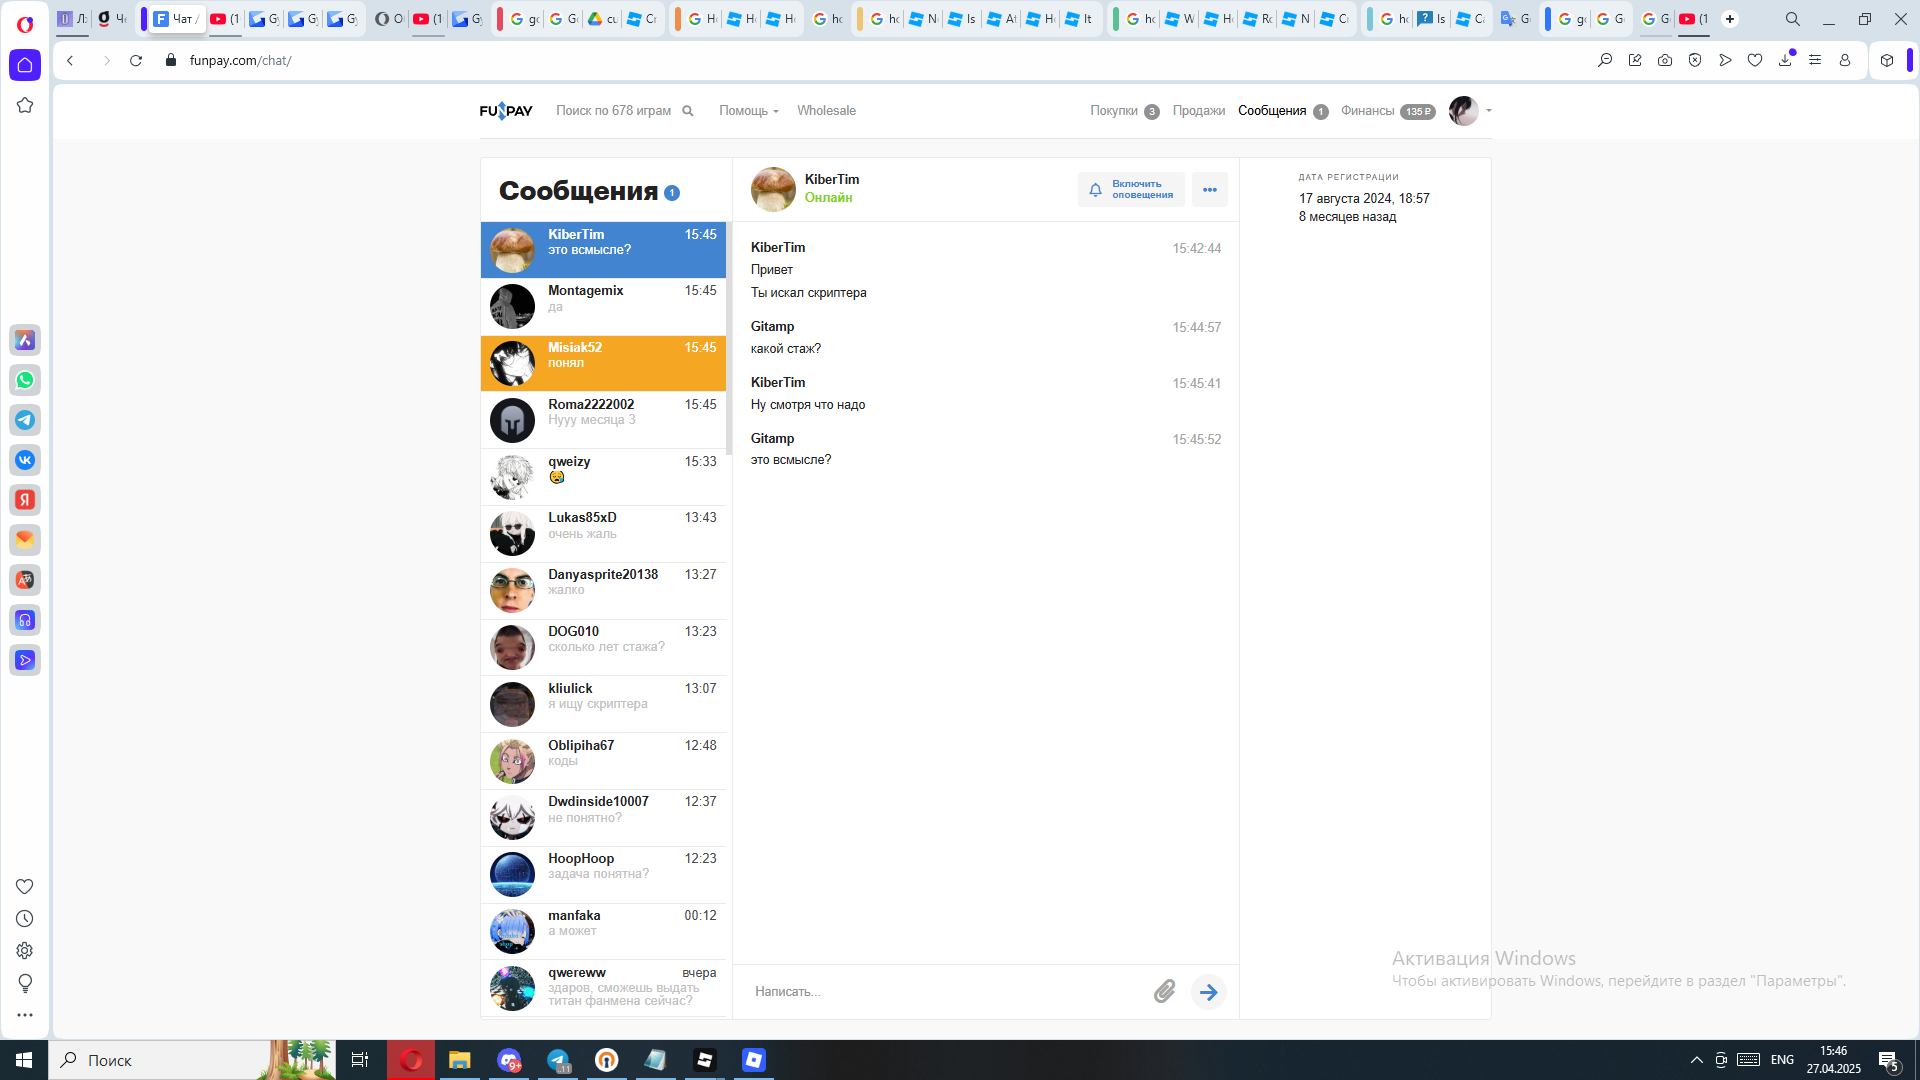 Чат /
funpay.com/chat/
FUNPAY
Поиск по 678 играм
Помощь
Wholesale
Покупки 3
Продажи
Сообщения 1
Финансы 135 ₽
Сообщения 1
KiberTim 15:45
это всмысле?
Montagemix 15:45
да
Misiak52 15:45
понял
Roma2222002 15:45
Нууу месяца 3
qweizy 15:33
😿
Lukas85xD 13:43
очень жаль
Danyasprite20138 13:27
жалко
DOG010 13:23
сколько лет стажа?
kliulick 13:07
я ищу скриптера
Oblipiha67 12:48
коды
Dwdinside10007 12:37
не понятно?
HoopHoop 12:23
задача понятна?
manfaka 00:12
а может
qwereww вчера
здаров, сможешь выдать
титан фанмена сейчас?
KiberTim
Онлайн
Включить
оповещения
KiberTim 15:42:44
Привет
Ты искал скриптера
Gitamp 15:44:57
какой стаж?
KiberTim 15:45:41
Ну смотря что надо
Gitamp 15:45:52
это всмысле?
Написать...
ДАТА РЕГИСТРАЦИИ
17 августа 2024, 18:57
8 месяцев назад
Активация Windows
Чтобы активировать Windows, перейдите в раздел "Параметры".
Поиск
9+
11
ENG
15:46
27.04.2025
5